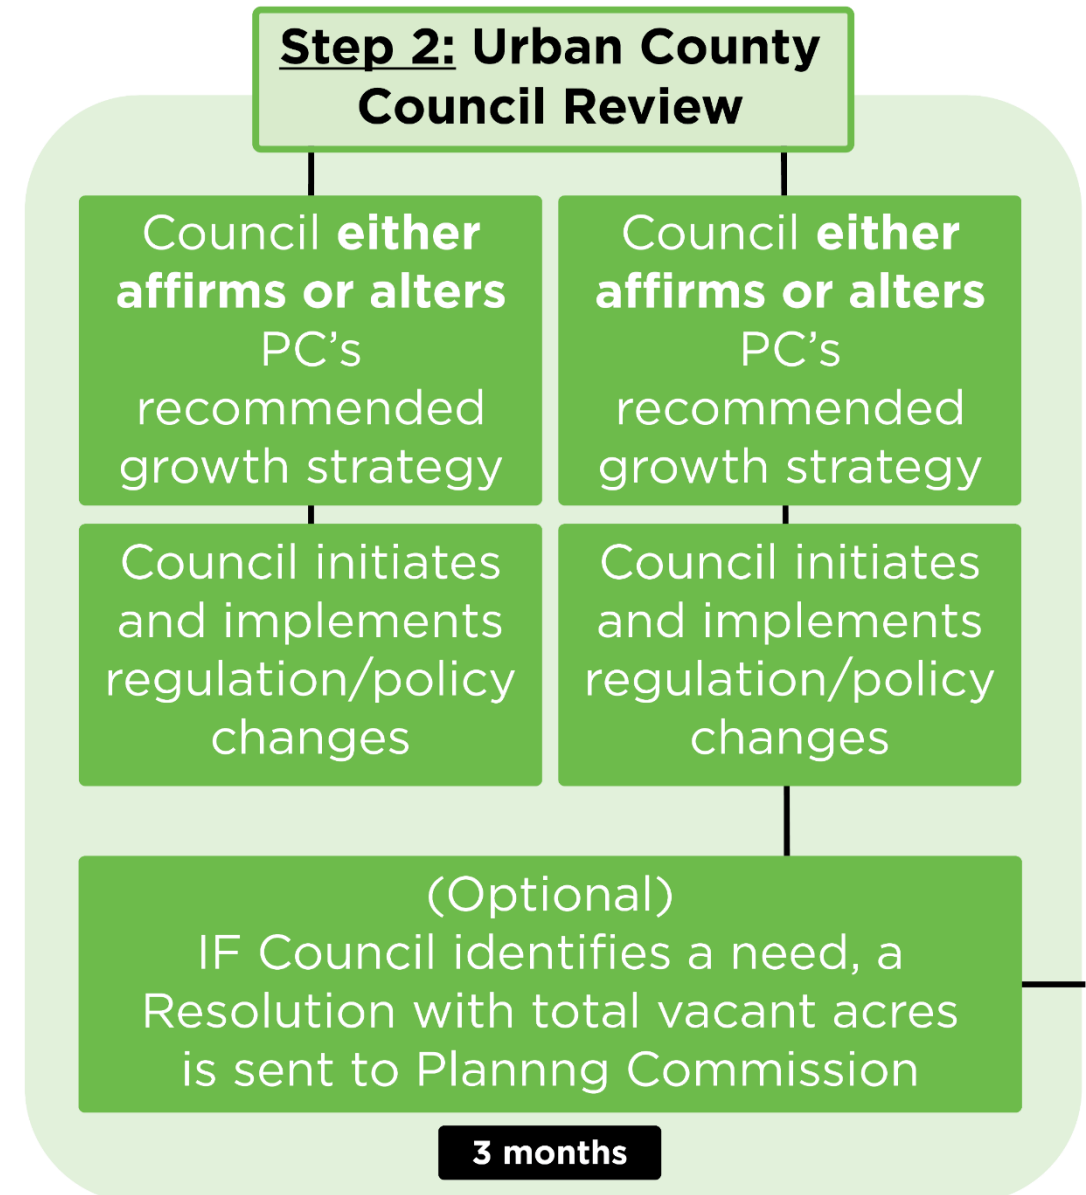 Step 2: Urban County
Council Review
Council either
affirms or alters
PC’s
recommended
growth strategy
Council initiates
and implements
regulation/policy
changes
Council either
affirms or alters
PC’s
recommended
growth strategy
Council initiates
and implements
regulation/policy
changes
(Optional)
IF Council identifies a need, a
Resolution with total vacant acres
is sent to Plannng Commission
3 months